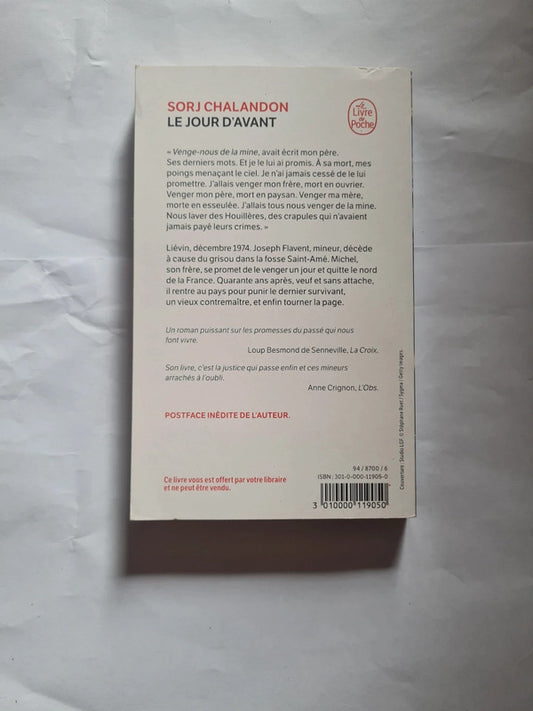 SORJ CHALANDON
LE JOUR D'AVANT
Le
Livre
de
Poche
« Venge-nous de la mine, avait écrit mon père.
Ses derniers mots. Et je le lui ai promis. À sa mort, mes
poings menaçant le ciel. Je n'ai jamais cessé de le lui
promettre. J'allais venger mon frère, mort en ouvrier.
Venger mon père, mort en paysan. Venger ma mère,
morte en esseulée. J'allais tous nous venger de la mine.
Nous laver des Houillères, des crapules qui n'avaient
jamais payé leurs crimes. »
Liévin, décembre 1974. Joseph Flavent, mineur, décède
à cause du grisou dans la fosse Saint-Amé. Michel,
son frère, se promet de le venger un jour et quitte le nord
de la France. Quarante ans après, veuf et sans attache,
il rentre au pays pour punir le dernier survivant,
un vieux contremaître, et enfin tourner la page.
Un roman puissant sur les promesses du passé qui nous
font vivre.
Loup Besmond de Senneville, La Croix.
Son livre, c'est la justice qui passe enfin et ces mineurs
arrachés à l'oubli.
Anne Crignon, L'Obs.
POSTFACE INÉDITE DE L'AUTEUR.
Ce livre vous est offert par votre libraire
et ne peut être vendu.
94 / 8700 / 6
ISBN : 301-0-000-11905-0
3 010000 119050
Couverture : Studio LGF. © Stéphane Ruet / Sygma / Getty Images.